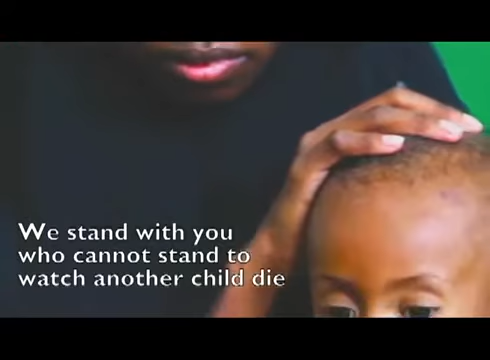 We stand with you
who cannot stand to
watch another child die